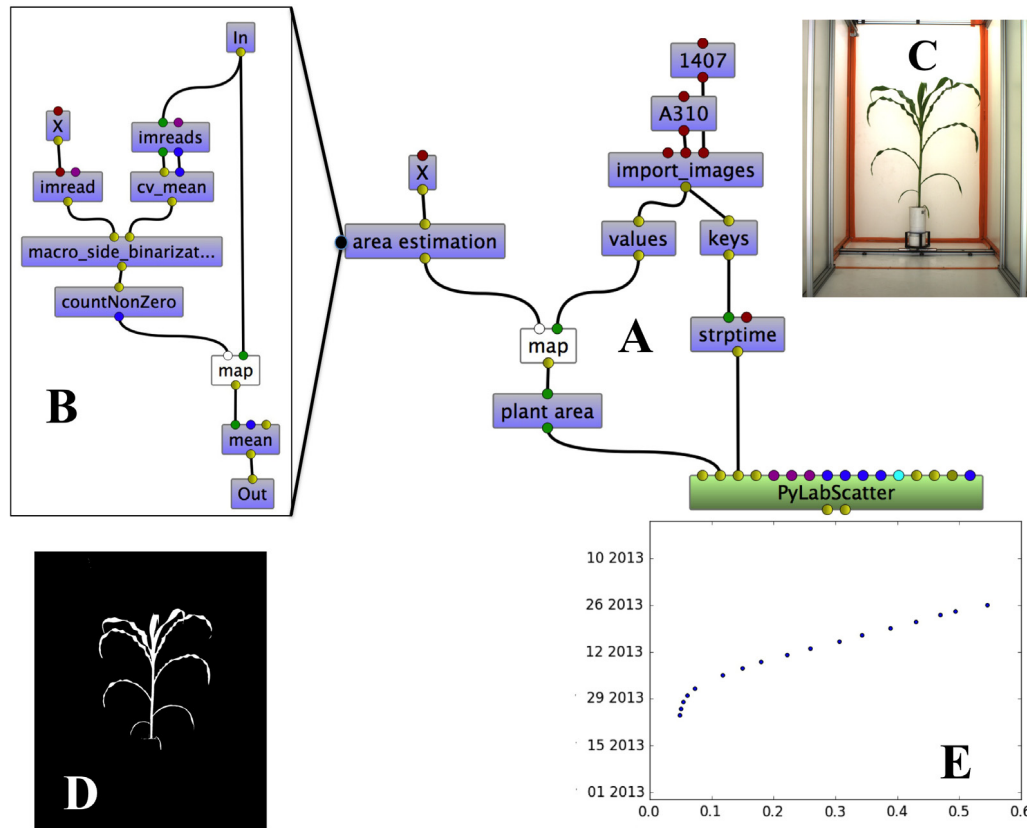 In
X
imreads
imread
cv_mean
macro_side_binarizat...
countNonZero
map
B
mean
Out
1407
A310
X
import_images
area estimation
values
keys
A
map
strptime
plant area
PyLabScatter
C
D
10 2013
26 2013
12 2013
29 2013
15 2013
01 2013
E
0.0 0.1 0.2 0.3 0.4 0.5 0.6